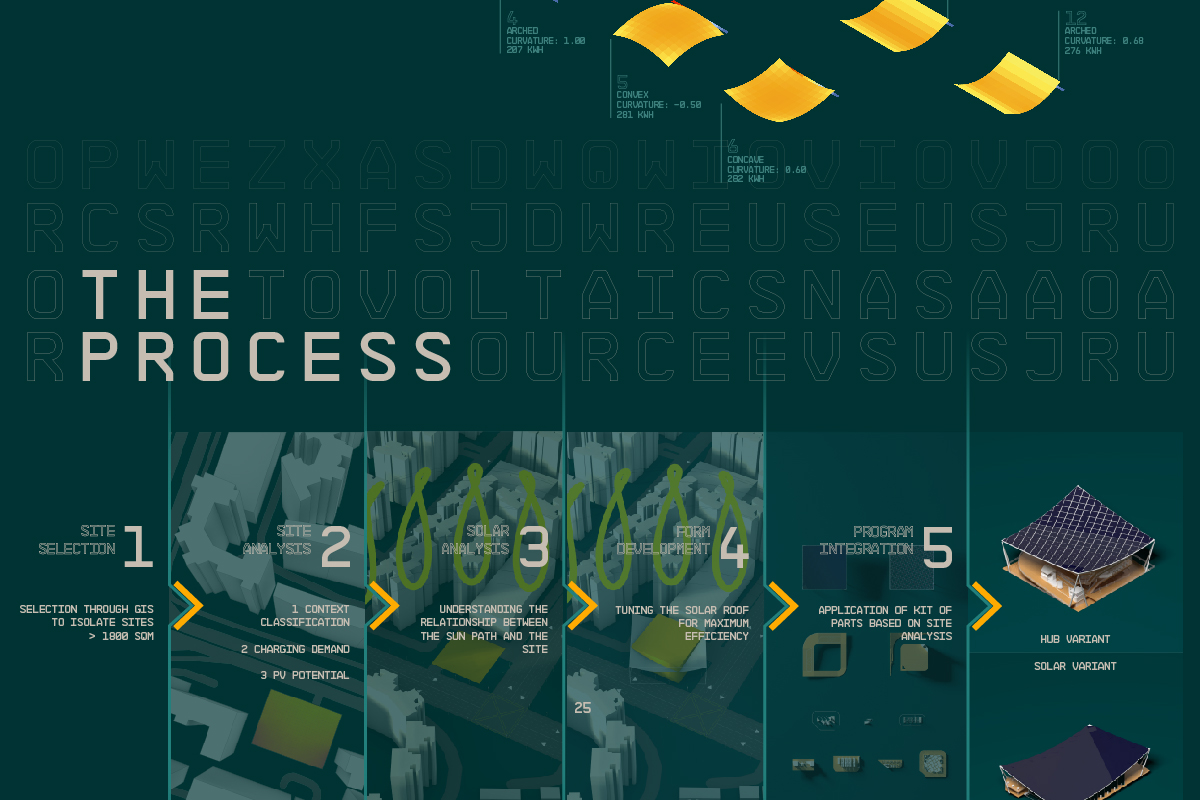 4
ARCHED
CURVATURE: 1.00
207 KWH
12
ARCHED
CURVATURE: 0.68
276 KWH
5
CONVEX
CURVATURE: -0.50
281 KWH
6
CONCAVE
CURVATURE: 0.60
282 KWH
OPWEZXASDWQWIOVIOVDOO
RCSRWHFSJDWREUSEUSJRU
O THE TOVOLTAICSNASAAOA
R PROCESS OURCEEVSUSJRU
SITE
SELECTION 1
SELECTION THROUGH GIS
TO ISOLATE SITES
> 1000 SQM
SITE
ANALYSIS 2
1 CONTEXT
CLASSIFICATION
2 CHARGING DEMAND
3 PV POTENTIAL
SOLAR
ANALYSIS 3
UNDERSTANDING THE
RELATIONSHIP BETWEEN
THE SUN PATH AND THE
SITE
FORM
DEVELOPMENT 4
TUNING THE SOLAR ROOF
FOR MAXIMUM
EFFICIENCY
25
PROGRAM
INTEGRATION 5
APPLICATION OF KIT OF
PARTS BASED ON SITE
ANALYSIS
HUB VARIANT
SOLAR VARIANT